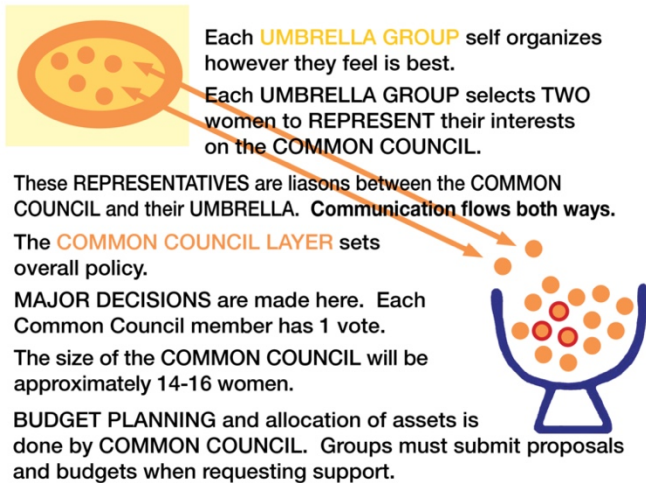 Each UMBRELLA GROUP self organizes
however they feel is best.
Each UMBRELLA GROUP selects TWO
women to REPRESENT their interests
on the COMMON COUNCIL.
These REPRESENTATIVES are liasons between the COMMON
COUNCIL and their UMBRELLA.  Communication flows both ways.
The COMMON COUNCIL LAYER sets
overall policy.
MAJOR DECISIONS are made here.  Each
Common Council member has 1 vote.
The size of the COMMON COUNCIL will be
approximately 14-16 women.
BUDGET PLANNING and allocation of assets is
done by COMMON COUNCIL.  Groups must submit proposals
and budgets when requesting support.